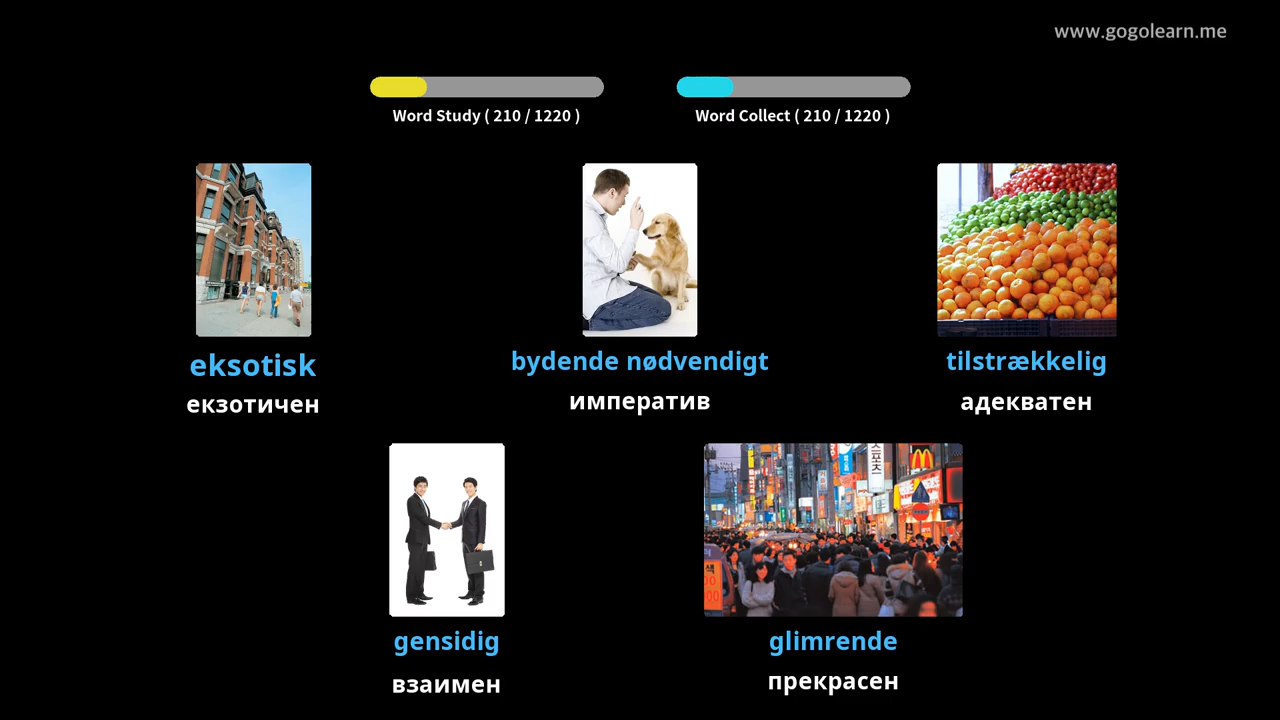 www.gogolearn.me
Word Study ( 210 / 1220 )
Word Collect ( 210 / 1220 )
eksotisk
екзотичен
bydende nødvendigt
императив
tilstrækkelig
адекватен
gensidig
взаимен
glimrende
прекрасен